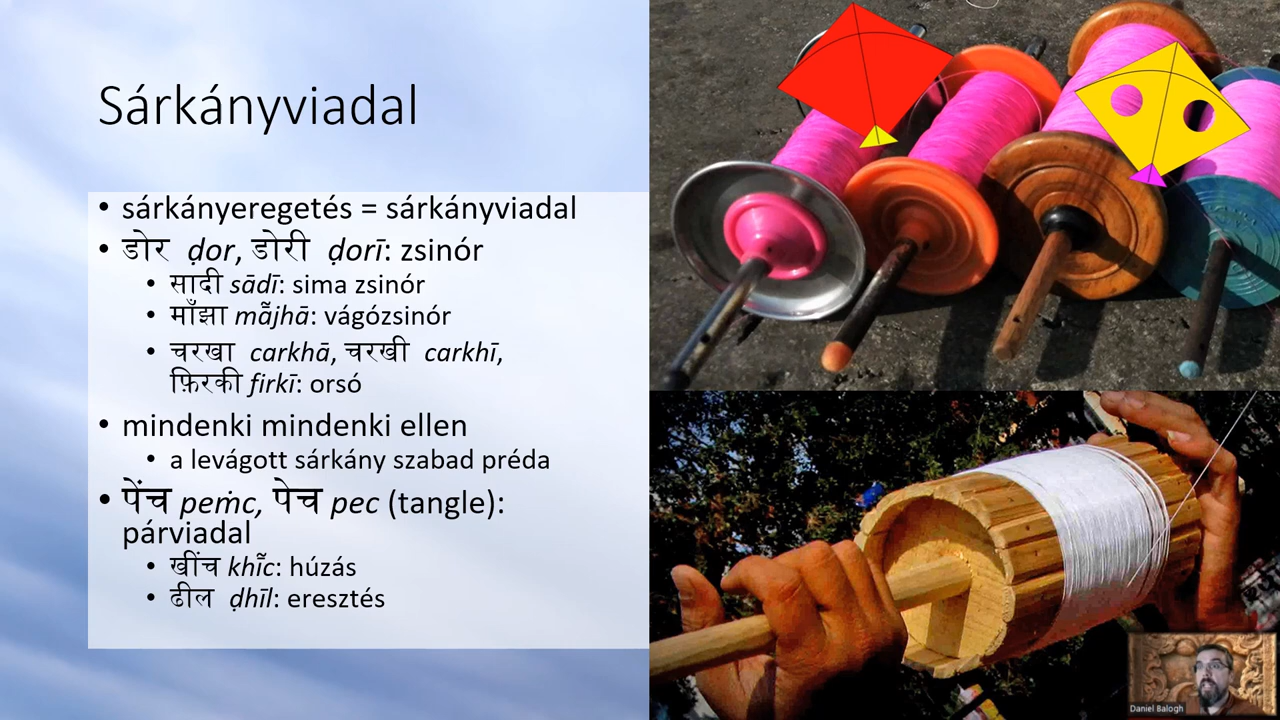 Sárkányviadal
• sárkányeregetés = sárkányviadal
• डोर ḍor, डोरी ḍorī: zsinór
• सादी sādī: sima zsinór
• माँझा mā̃jhā: vágózsinór
• चरखा carkhā, चरखी carkhī,
फ़िरकी firkī: orsó
• mindenki mindenki ellen
• a levágott sárkány szabad préda
• पेंच peṁc, पेच pec (tangle):
párviadal
• खींच khī̃c: húzás
• ढील ḍhīl: eresztés
Daniel Balogh